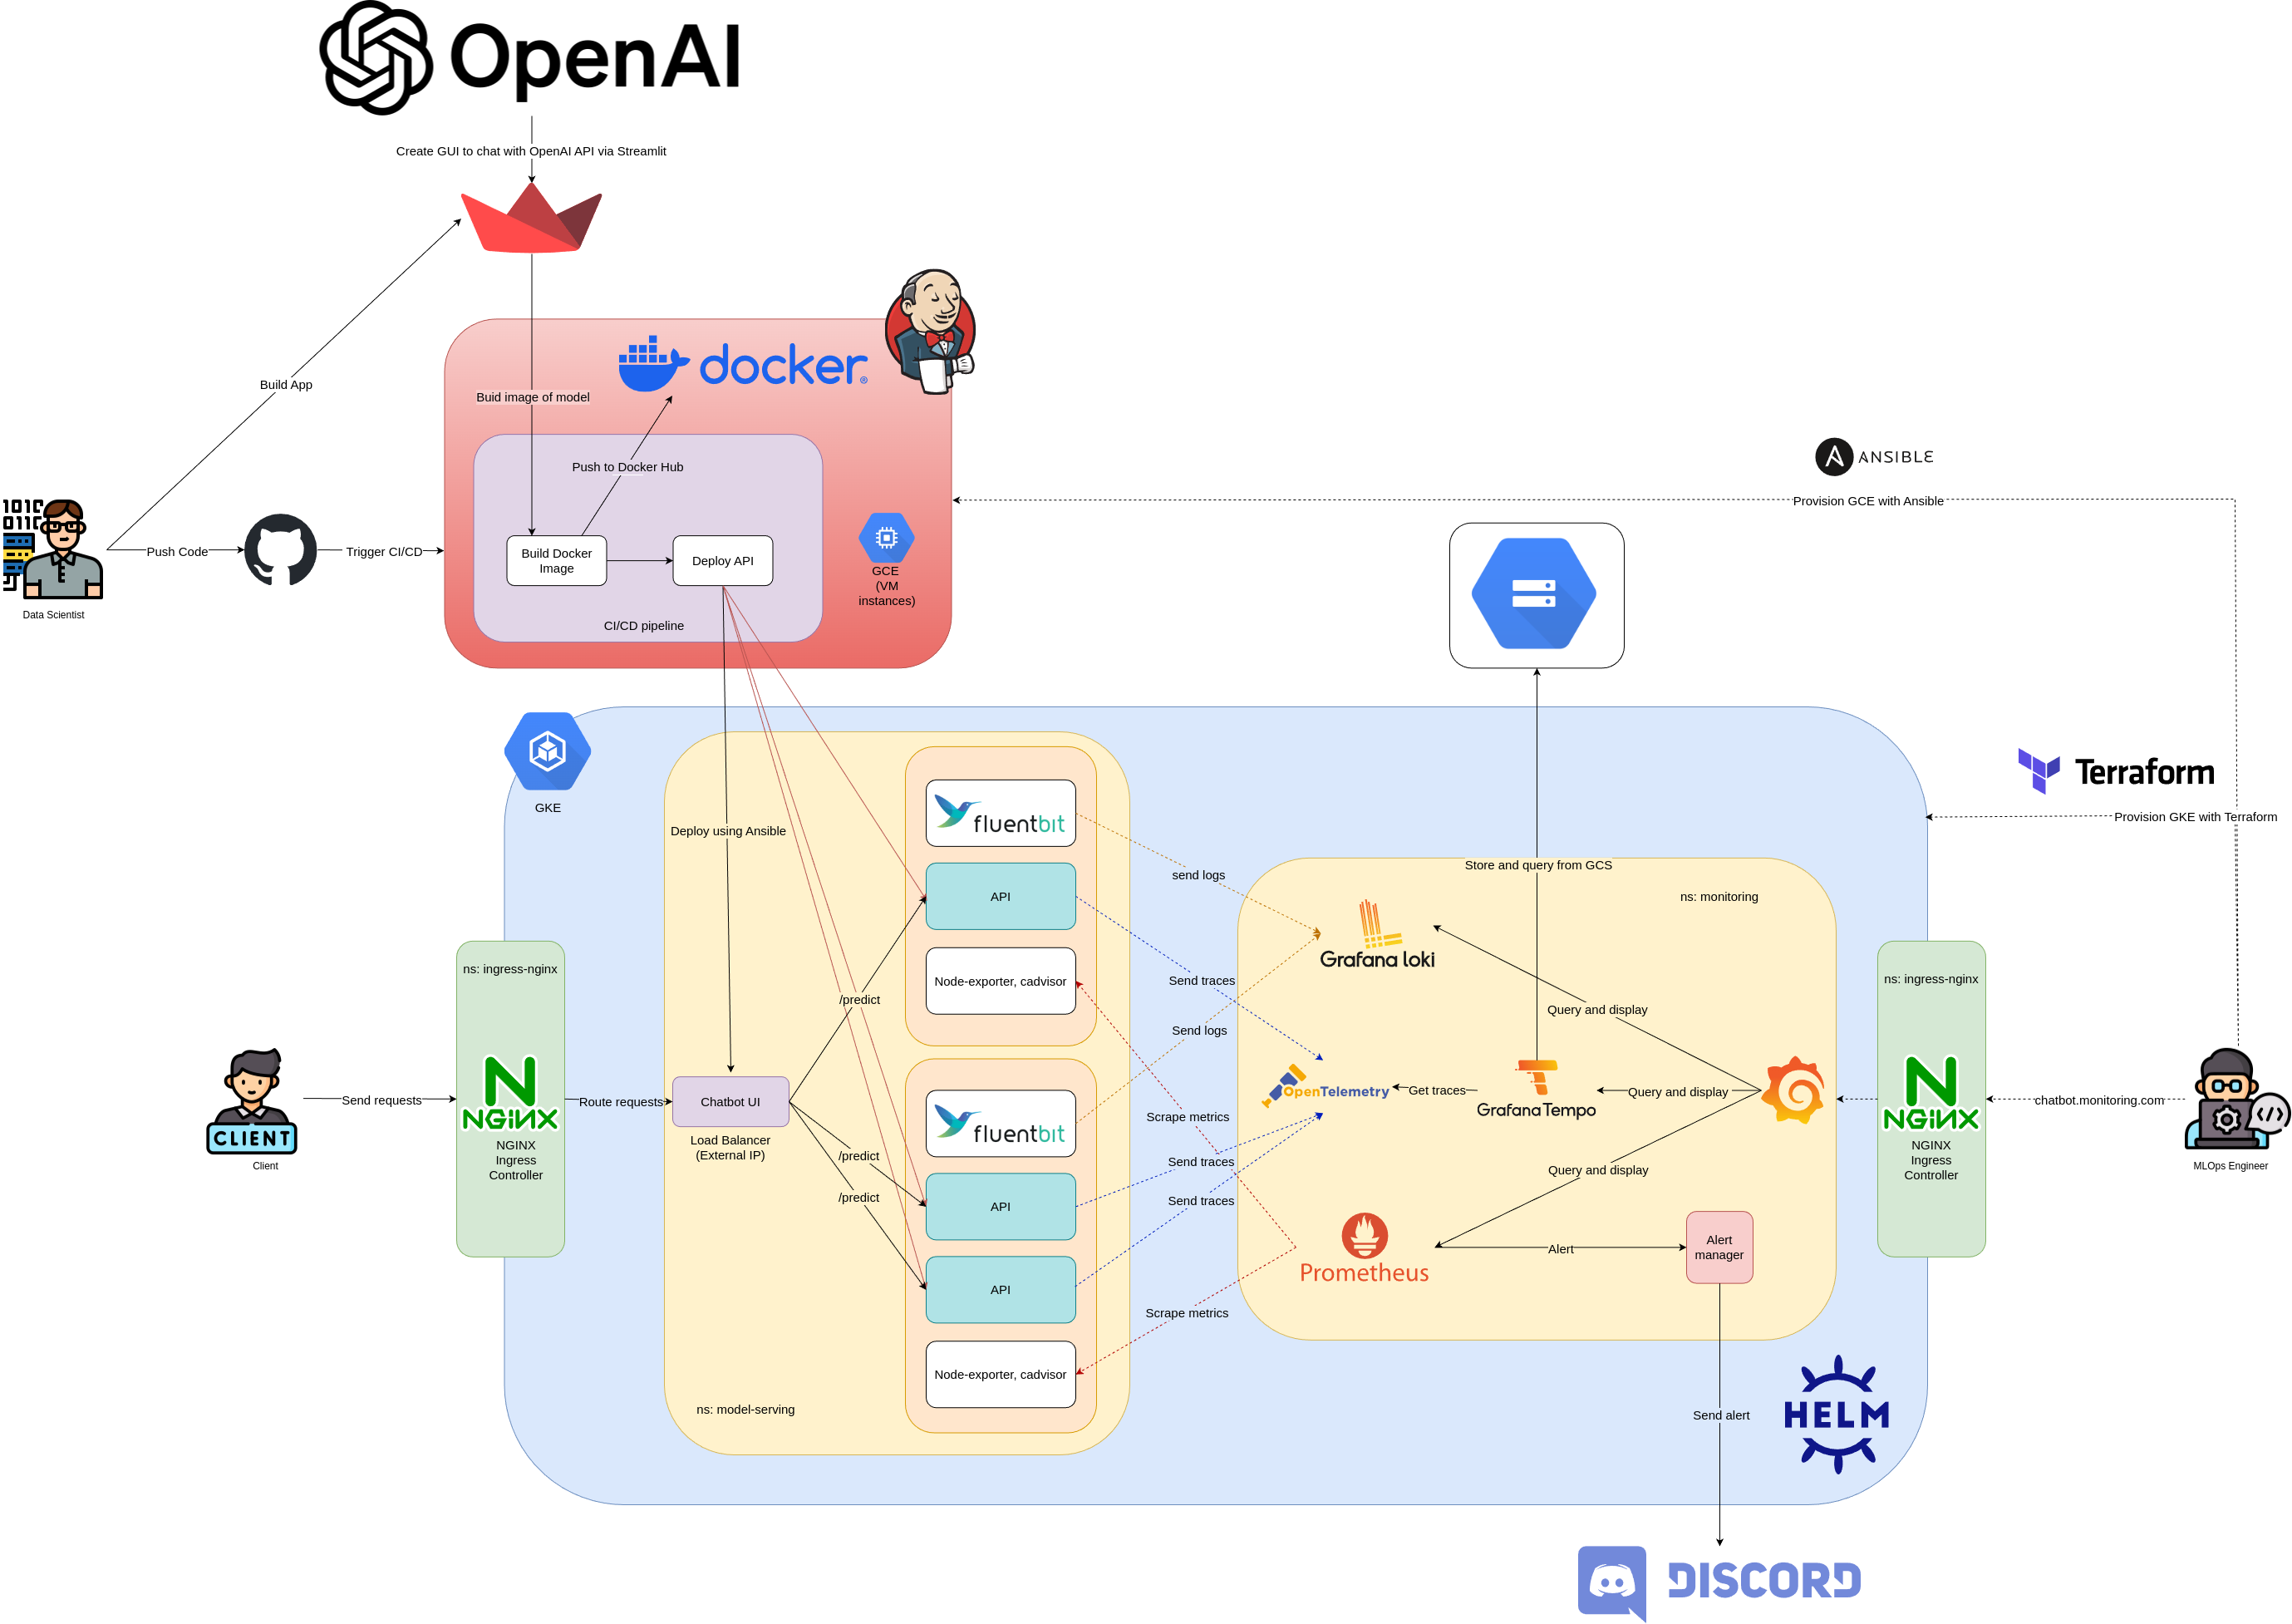 OpenAI
Create GUI to chat with OpenAI API via Streamlit
docker®
Build App
Buid image of model
Push to Docker Hub
ANSIBLE
Provision GCE with Ansible
Push Code
Trigger CI/CD
Build Docker
Image
Deploy API
GCE
(VM
instances)
Data Scientist
CI/CD pipeline
GKE
Terraform
Provision GKE with Terraform
Deploy using Ansible
fluentbit
API
Node-exporter, cadvisor
send logs
Send traces
Send logs
Store and query from GCS
ns: monitoring
Grafana loki
Query and display
ns: ingress-nginx
NGINX
NGINX
Ingress
Controller
CLIENT
Client
Send requests
Route requests
Chatbot UI
Load Balancer
(External IP)
/predict
/predict
/predict
fluentbit
API
API
Node-exporter, cadvisor
ns: model-serving
Scrape metrics
Send traces
Send traces
Scrape metrics
OpenTelemetry
Get traces
Grafana Tempo
Query and display
Query and display
Prometheus
Alert
Alert
manager
Send alert
ns: ingress-nginx
NGINX
NGINX
Ingress
Controller
chatbot.monitoring.com
MLOps Engineer
HELM
DISCORD